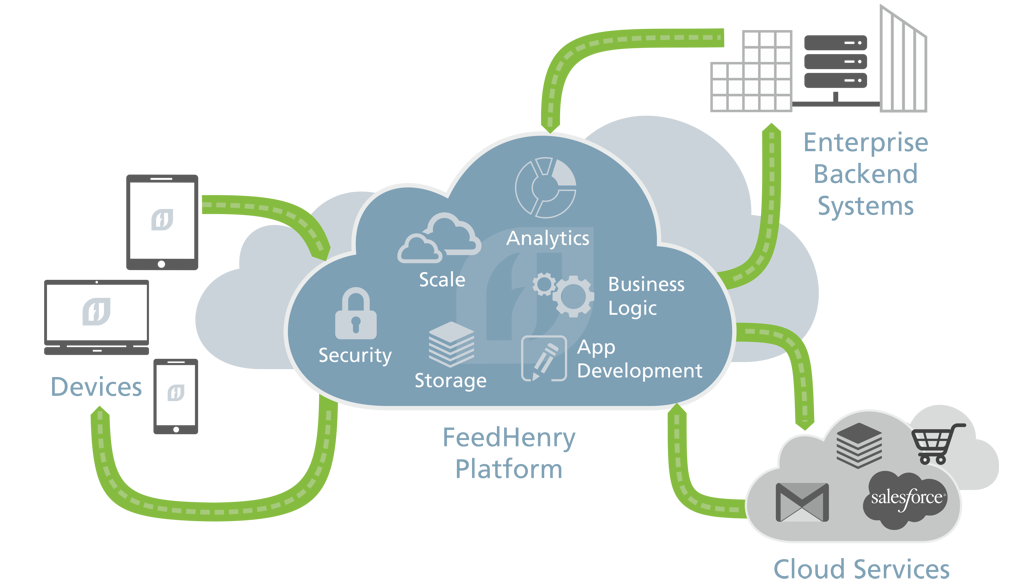 Enterprise
Backend
Systems
Analytics
Scale
Business
Logic
Security
Storage
App
Development
Devices
FeedHenry
Platform
salesforce
Cloud Services